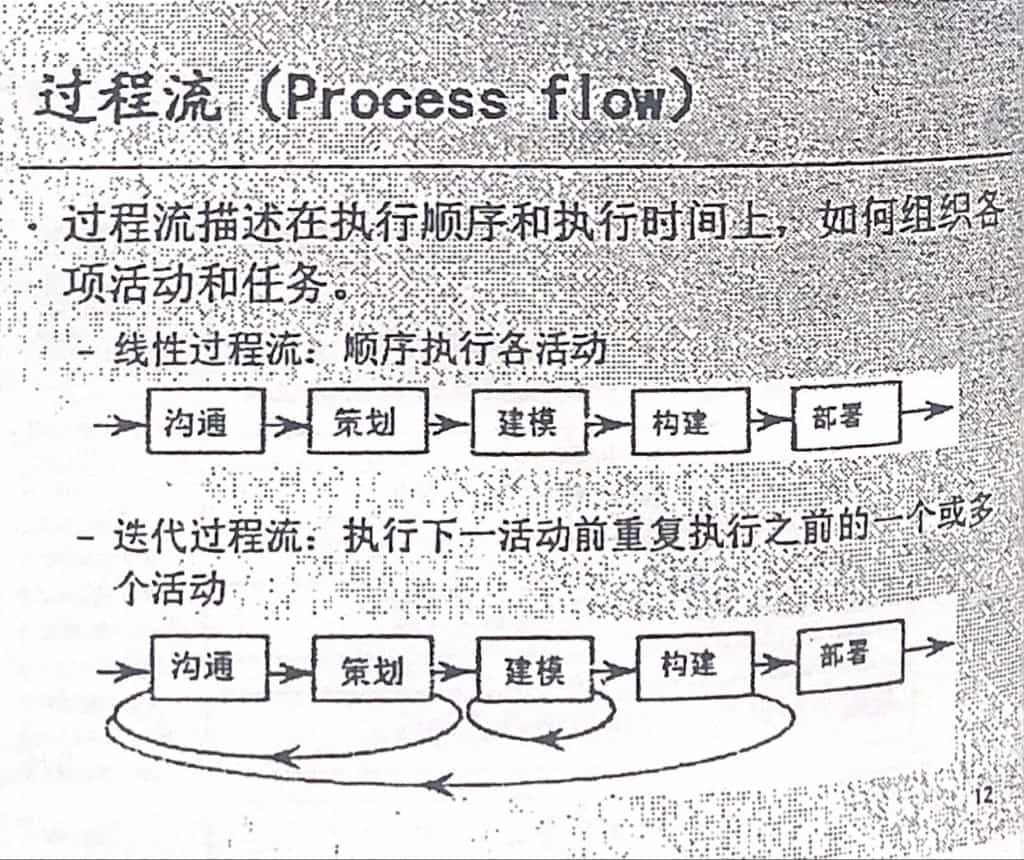 过程流（Process flow）
· 过程流描述在执行顺序和执行时间上，如何组织各
项活动和任务。
- 线性过程流：顺序执行各活动
沟通 策划 建模 构建 部署
- 迭代过程流：执行下一活动前重复执行之前的一个或多
个活动
沟通 策划 建模 构建 部署
12